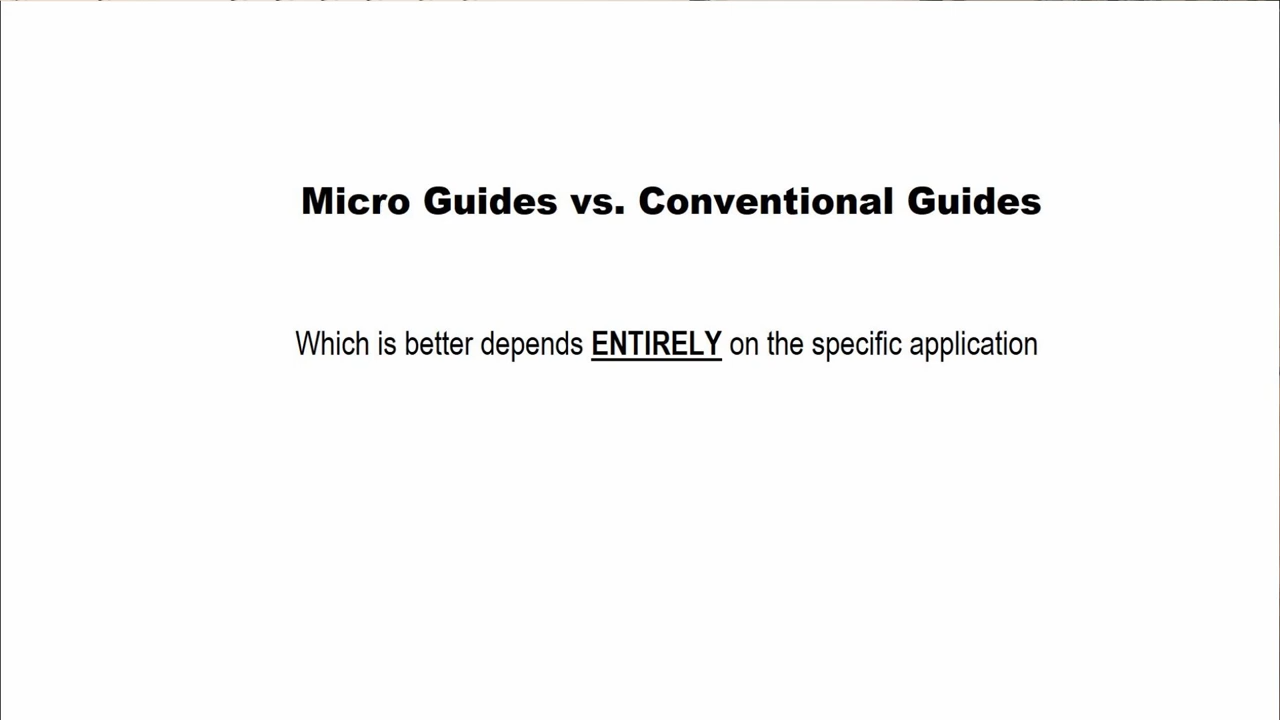 Micro Guides vs. Conventional Guides
Which is better depends ENTIRELY on the specific application